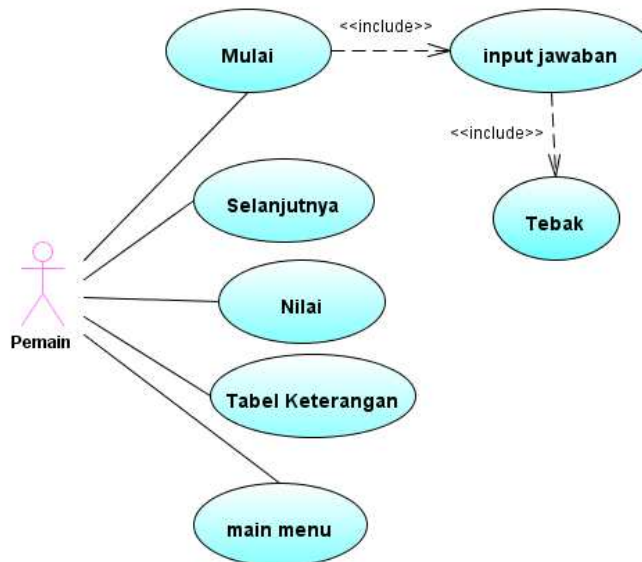 <<include>>
Mulai
input jawaban
<<include>>
Selanjutnya
Tebak
Nilai
Pemain
Tabel Keterangan
main menu